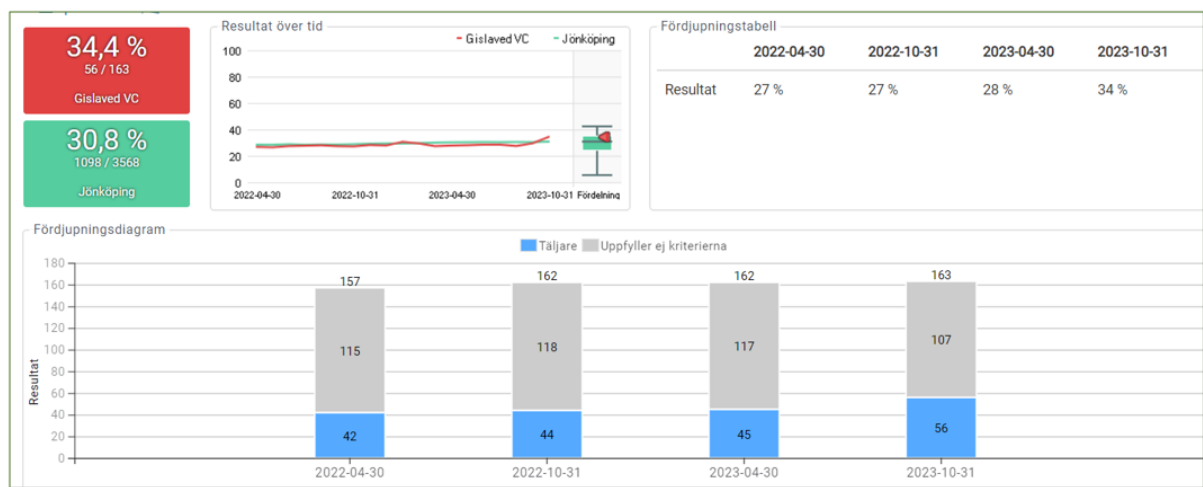 34,4 %
56 / 163
Gislaved VC
30,8 %
1098 / 3568
Jönköping
Resultat över tid
Gislaved VC
Jönköping
100
80
60
40
20
0
2022-04-30 2022-10-31 2023-04-30 2023-10-31 Fördelning
Fördjupningstabell
2022-04-30 2022-10-31 2023-04-30 2023-10-31
Resultat 27 % 27 % 28 % 34 %
Fördjupningsdiagram
Täljare Uppfyller ej kriterierna
Resultat
180
160
140
120
100
80
60
40
20
0
157 162 162 163
115 118 117 107
42 44 45 56
2022-04-30 2022-10-31 2023-04-30 2023-10-31